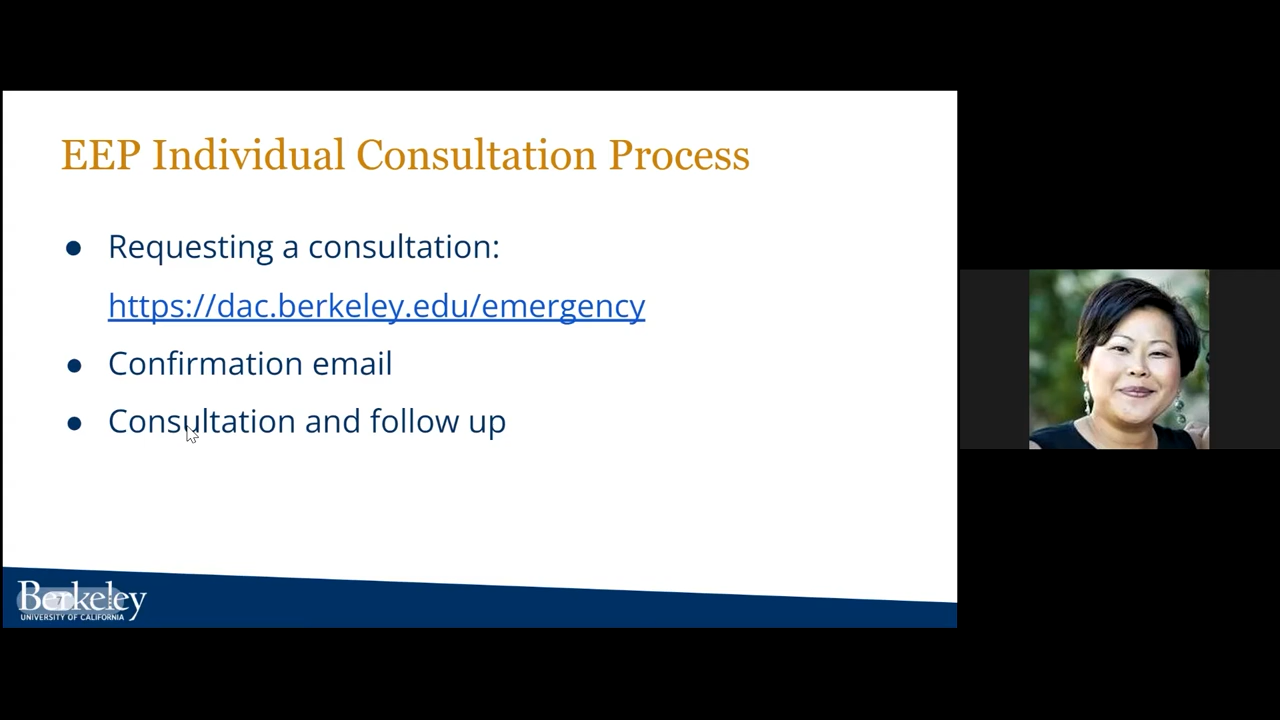 EEP Individual Consultation Process
● Requesting a consultation:
https://dac.berkeley.edu/emergency
● Confirmation email
● Consultation and follow up
Berkeley
7
UNIVERSITY OF CALIFORNIA